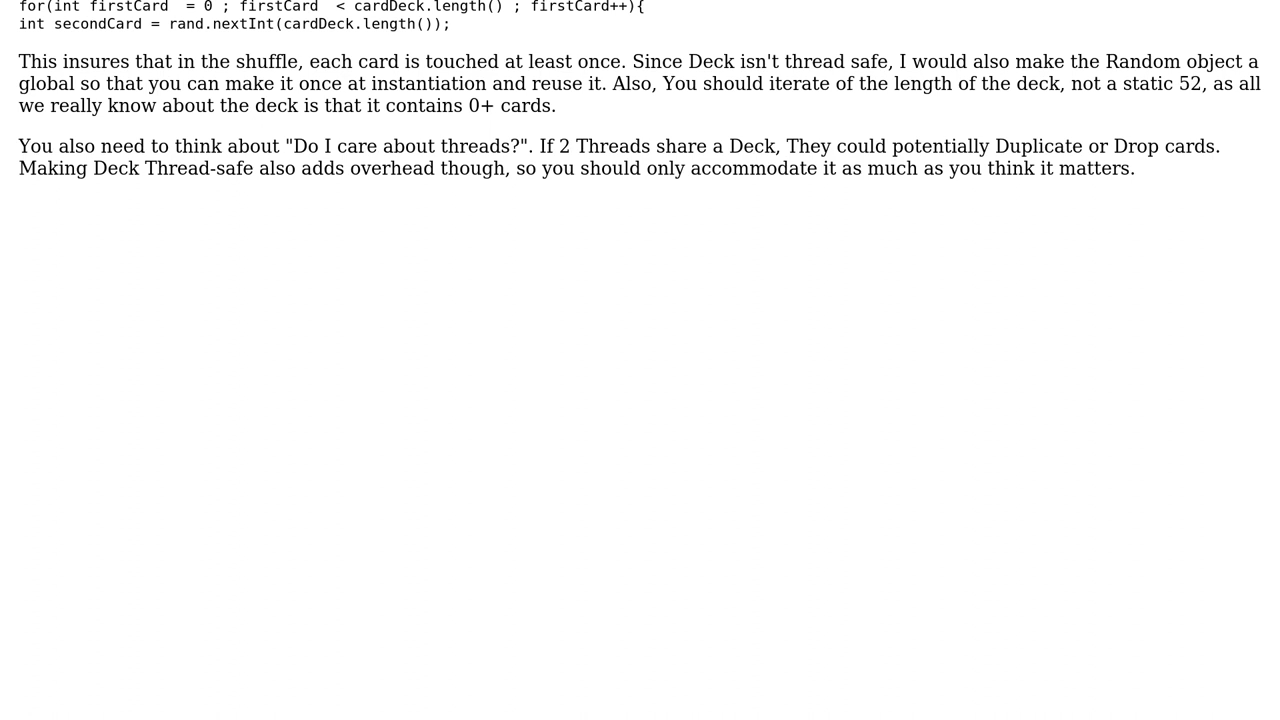 for(int firstCard  = 0 ; firstCard  < cardDeck.length() ; firstCard++){
int secondCard = rand.nextInt(cardDeck.length());
This insures that in the shuffle, each card is touched at least once. Since Deck isn't thread safe, I would also make the Random object a
global so that you can make it once at instantiation and reuse it. Also, You should iterate of the length of the deck, not a static 52, as all
we really know about the deck is that it contains 0+ cards.
You also need to think about "Do I care about threads?". If 2 Threads share a Deck, They could potentially Duplicate or Drop cards.
Making Deck Thread-safe also adds overhead though, so you should only accommodate it as much as you think it matters.